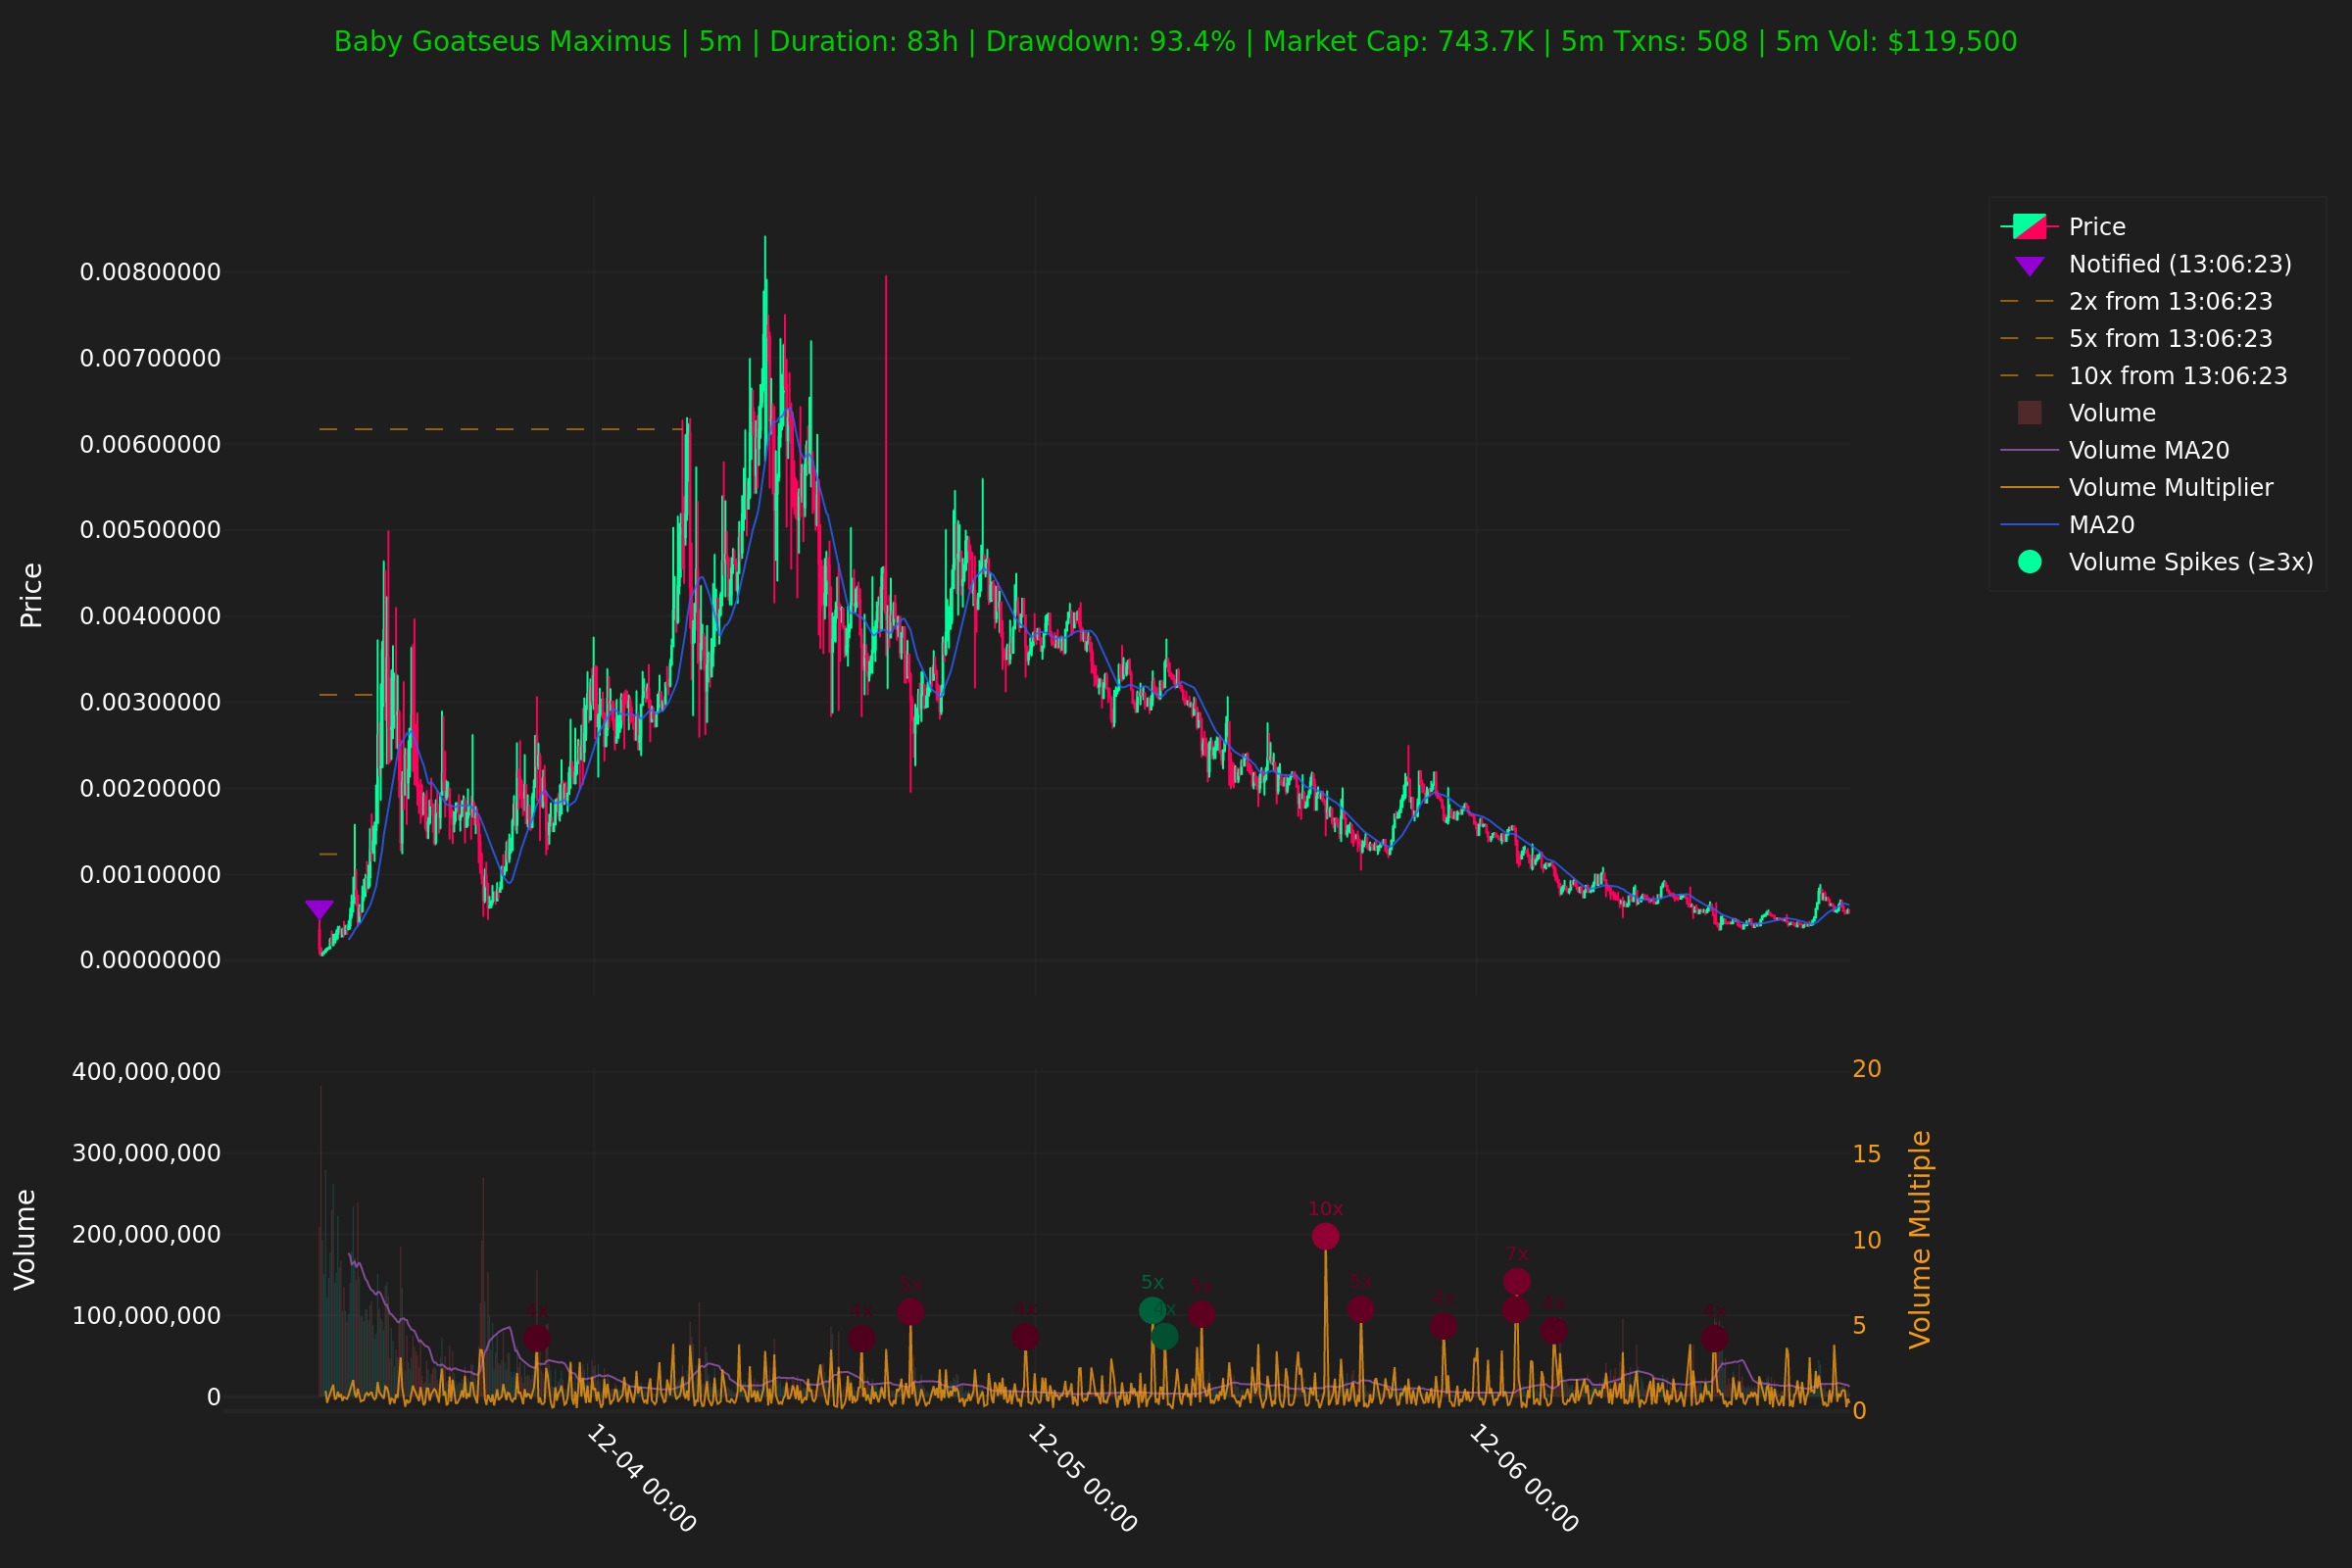 Baby Goatseus Maximus | 5m | Duration: 83h | Drawdown: 93.4% | Market Cap: 743.7K | 5m Txns: 508 | 5m Vol: $119,500
Price
0.00800000
0.00700000
0.00600000
0.00500000
0.00400000
0.00300000
0.00200000
0.00100000
0.00000000
Price
Notified (13:06:23)
2x from 13:06:23
5x from 13:06:23
10x from 13:06:23
Volume
Volume MA20
Volume Multiplier
MA20
Volume Spikes (≥3x)
Volume
400,000,000
300,000,000
200,000,000
100,000,000
0
4x
4x
5x
4x
5x
4x
5x
10x
5x
7x
4x
20
15
10
5
0
Volume Multiple
12-04 00:00
12-05 00:00
12-06 00:00